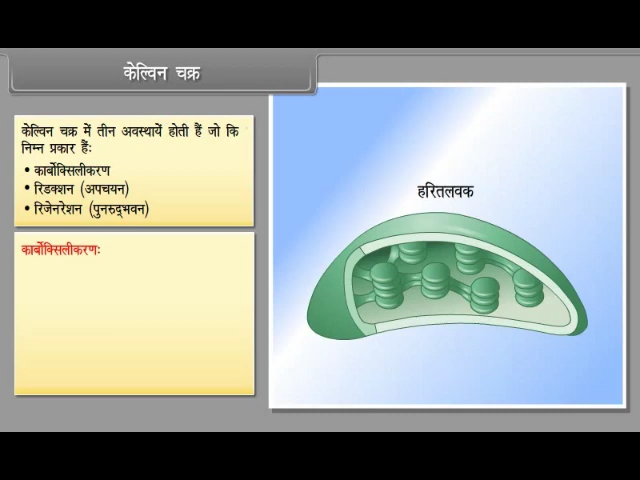 केल्विन चक्र
केल्विन चक्र में तीन अवस्थायें होती हैं जो कि
निम्न प्रकार हैंः
• कार्बोक्सिलीकरण
• रिडक्शन (अपचयन)
• रिजेनरेशन (पुनरुद्‌भवन)
कार्बोक्सिलीकरणः
हरितलवक